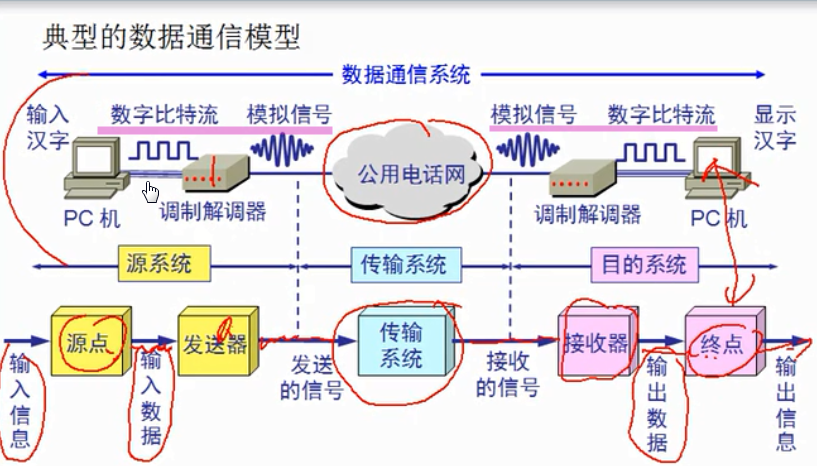 典型的数据通信模型
数据通信系统
输入
汉字
数字比特流
模拟信号
模拟信号
数字比特流
显示
汉字
公用电话网
PC 机
调制解调器
调制解调器
PC 机
源系统
传输系统
目的系统
源点
发送器
传输
系统
接收器
终点
输入信息
输入数据
发送
的信号
接收
的信号
输出数据
输出信息